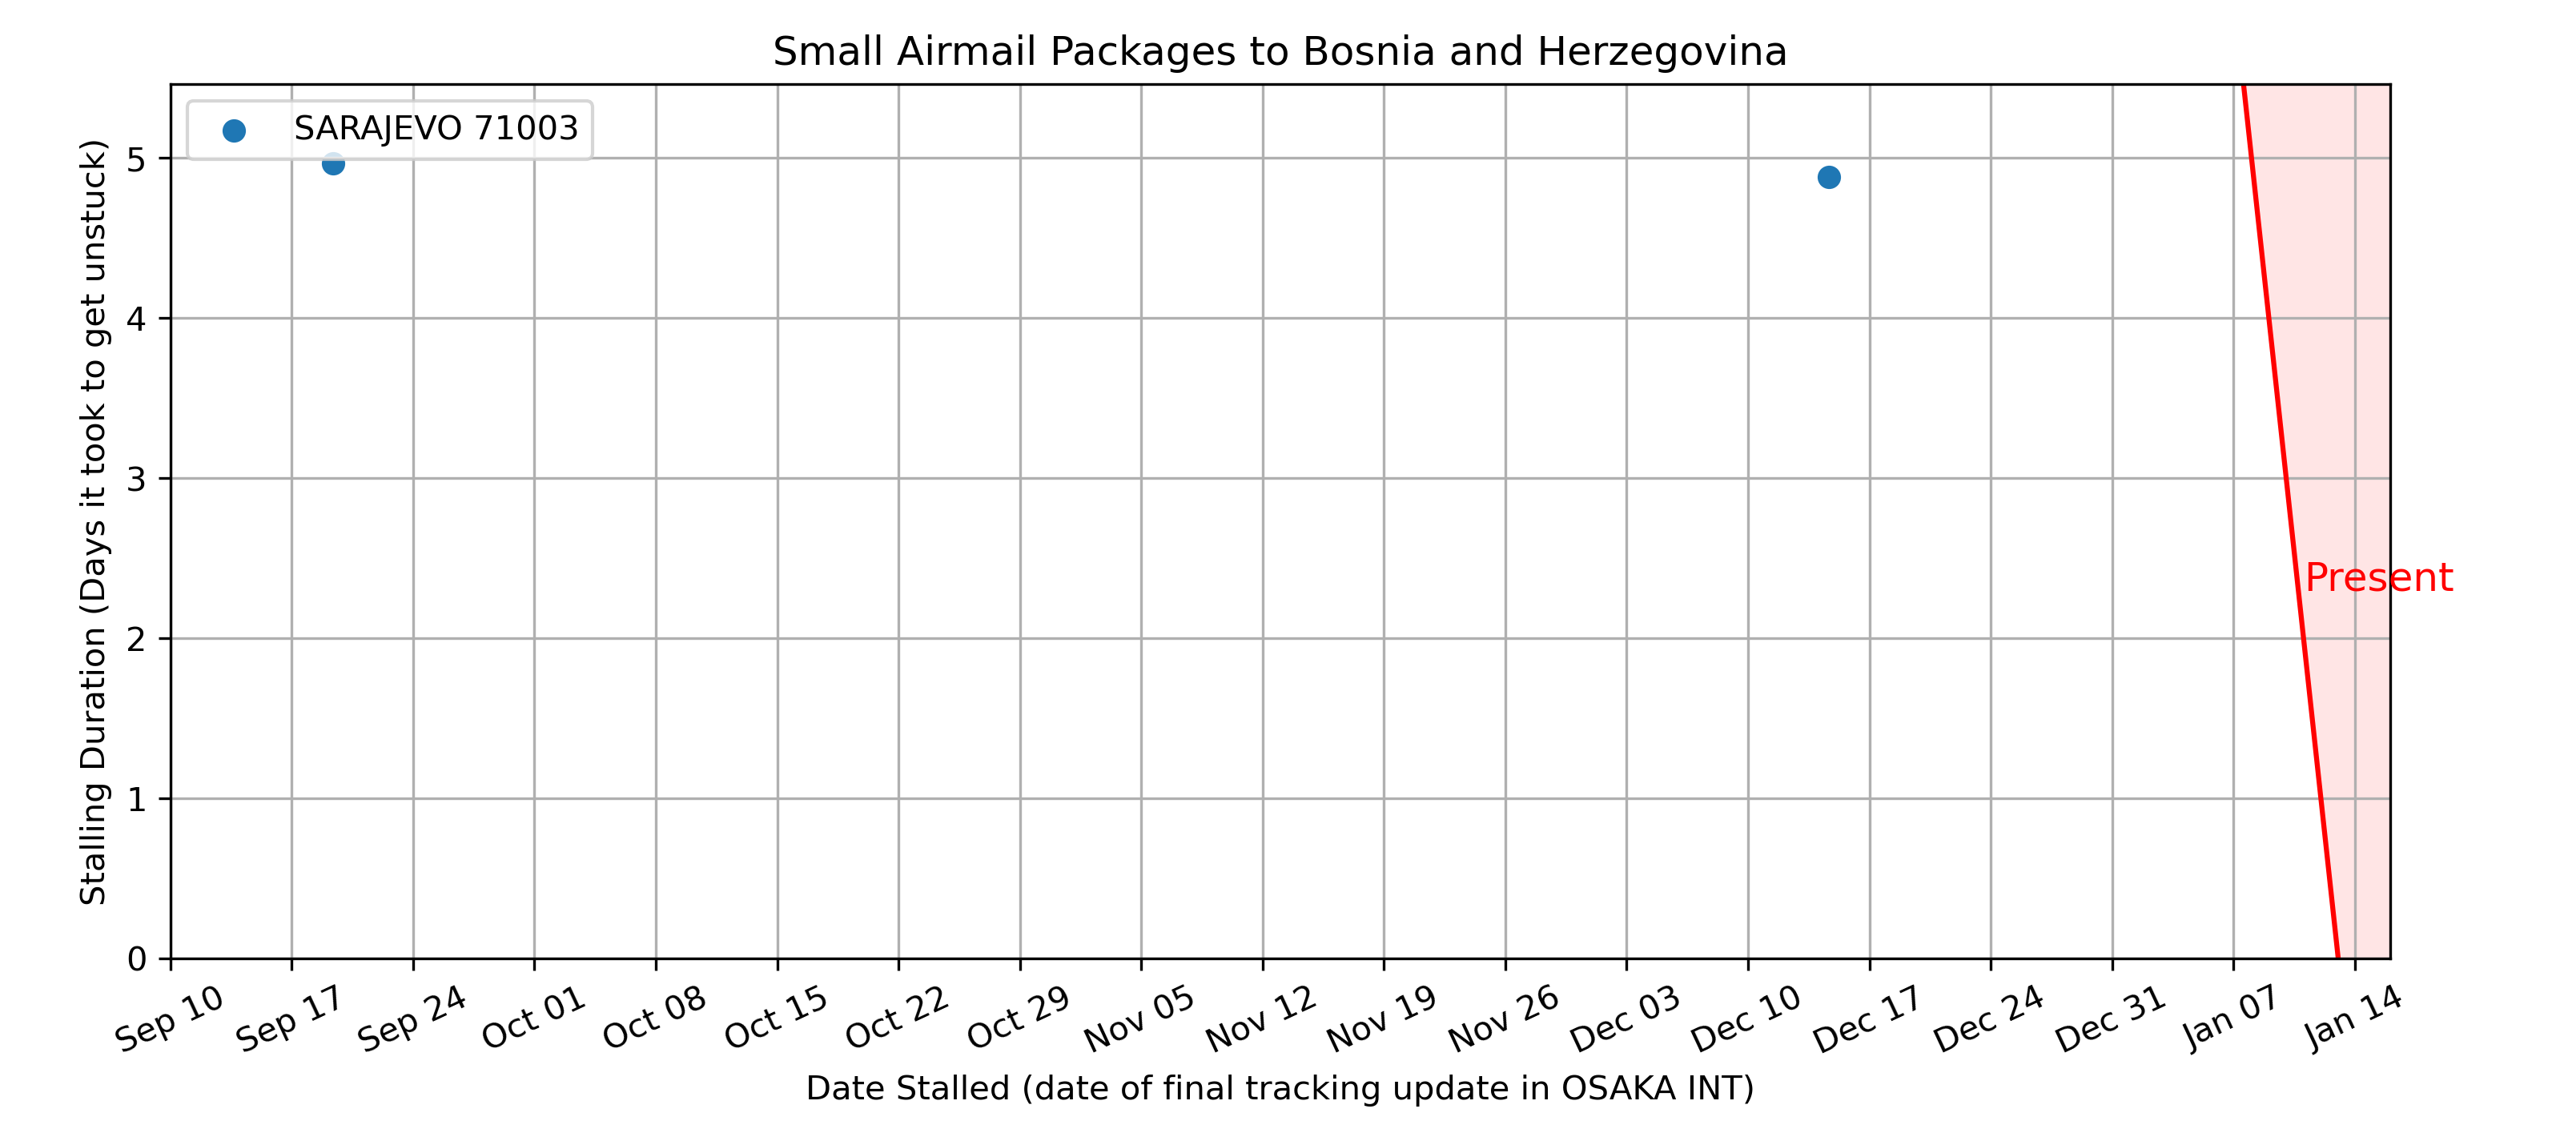 Small Airmail Packages to Bosnia and Herzegovina
SARAJEVO 71003
Stalling Duration (Days it took to get unstuck)
5
4
3
2
1
0
Present
Sep 10
Sep 17
Sep 24
Oct 01
Oct 08
Oct 15
Oct 22
Oct 29
Nov 05
Nov 12
Nov 19
Nov 26
Dec 03
Dec 10
Dec 17
Dec 24
Dec 31
Jan 07
Jan 14
Date Stalled (date of final tracking update in OSAKA INT)